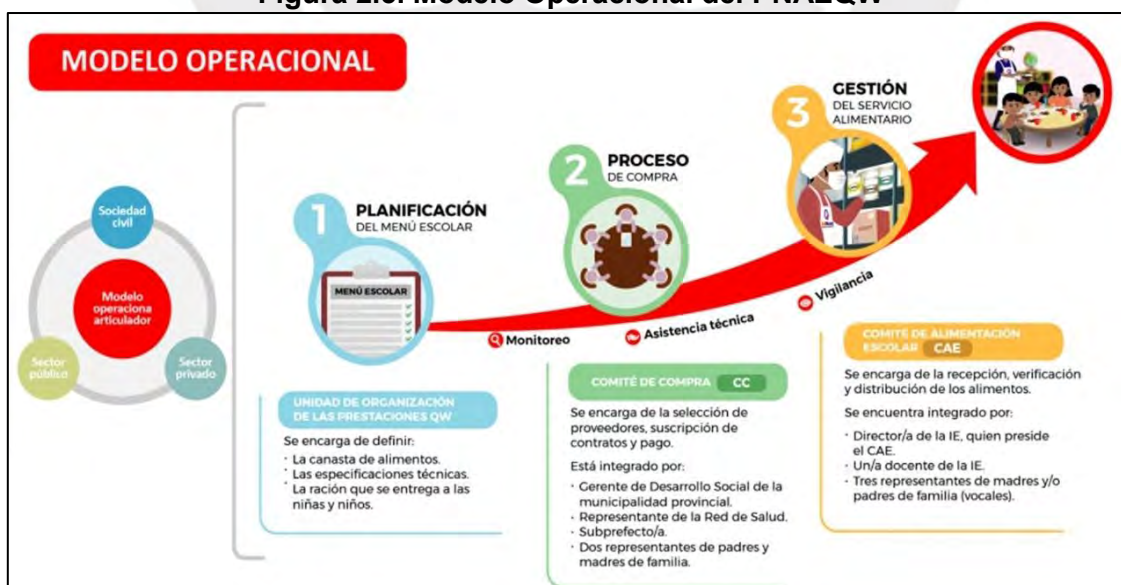 Figura 2.3. Modelo Operacional del PNAEQW
MODELO OPERACIONAL
Sociedad
civil
Modelo
operaciona
articulador
Sector
público
Sector
privado
1
PLANIFICACIÓN
DEL MENÚ ESCOLAR
MENÚ ESCOLAR
UNIDAD DE ORGANIZACIÓN
DE LAS PRESTACIONES QW
Se encarga de definir:
· La canasta de alimentos.
· Las especificaciones técnicas.
· La ración que se entrega a las
niñas y niños.
2
PROCESO
DE COMPRA
COMITÉ DE COMPRA CC
Se encarga de la selección de
proveedores, suscripción de
contratos y pago.
Está integrado por:
· Gerente de Desarrollo Social de la
municipalidad provincial.
· Representante de la Red de Salud.
· Subprefecto/a.
· Dos representantes de padres y
madres de familia.
3
GESTIÓN
DEL SERVICIO
ALIMENTARIO
COMITÉ DE ALIMENTACIÓN
ESCOLAR CAE
Se encarga de la recepción, verificación
y distribución de los alimentos.
Se encuentra integrado por:
· Director/a de la IE, quien preside
el CAE.
· Un/a docente de la IE.
· Tres representantes de madres y/o
padres de familia (vocales).
Monitoreo
Asistencia técnica
Vigilancia